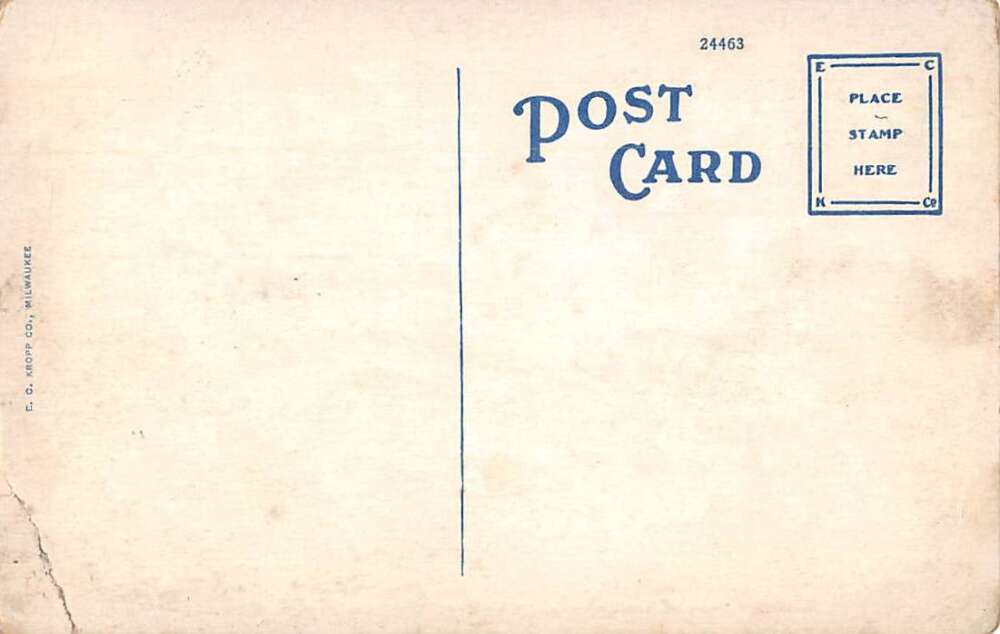 24463
POST
CARD
E C
PLACE
STAMP
HERE
K Co
E. C. KROPP CO., MILWAUKEE